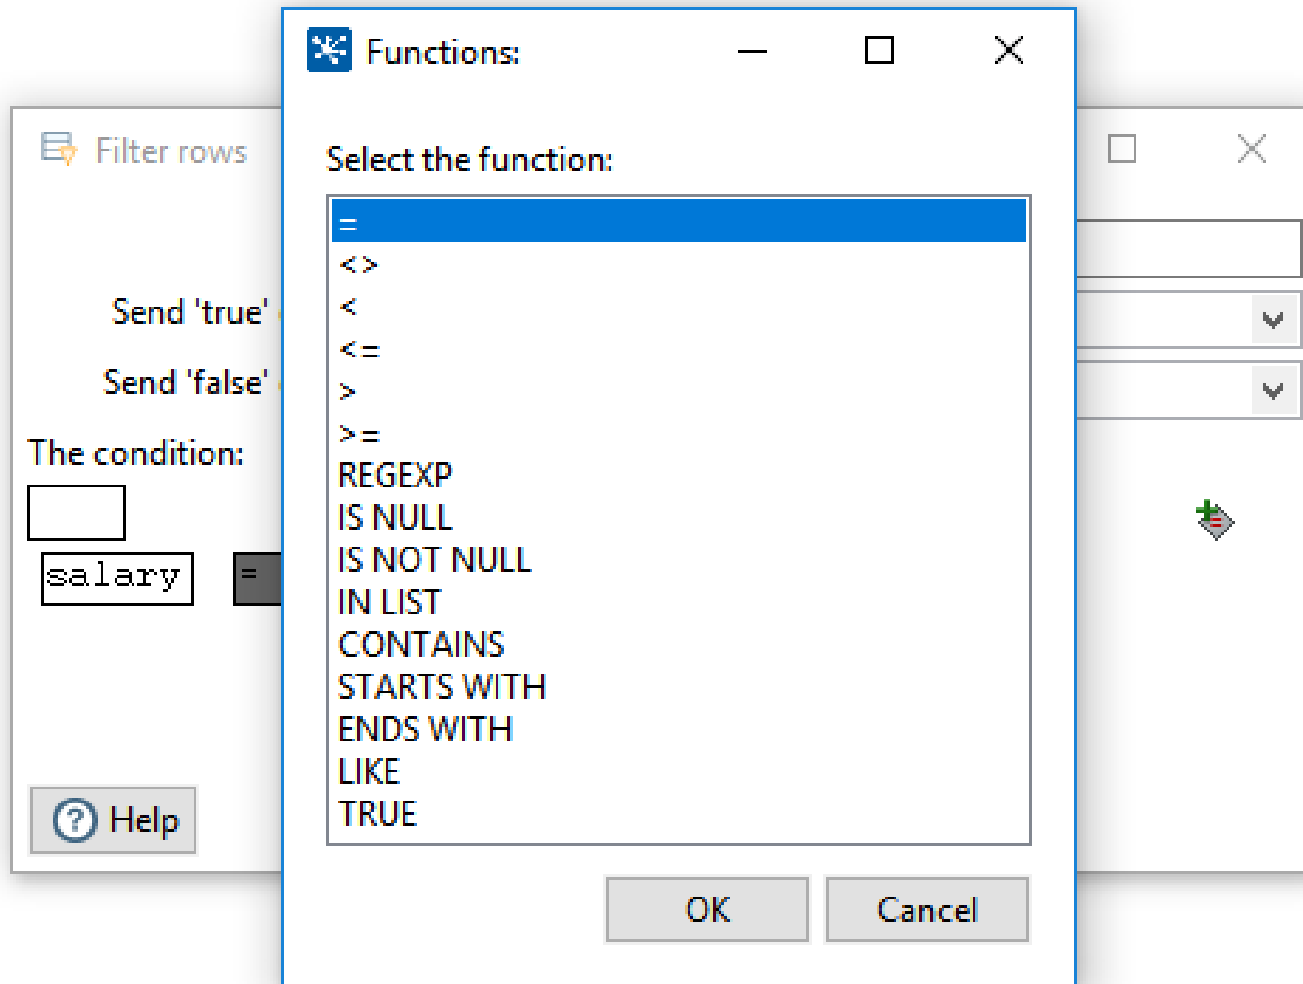 Functions:
Filter rows
Select the function:
=
<>
<
<=
>
>=
REGEXP
IS NULL
IS NOT NULL
IN LIST
CONTAINS
STARTS WITH
ENDS WITH
LIKE
TRUE
OK
Cancel
Send 'true'
Send 'false'
The condition:
salary =
Help